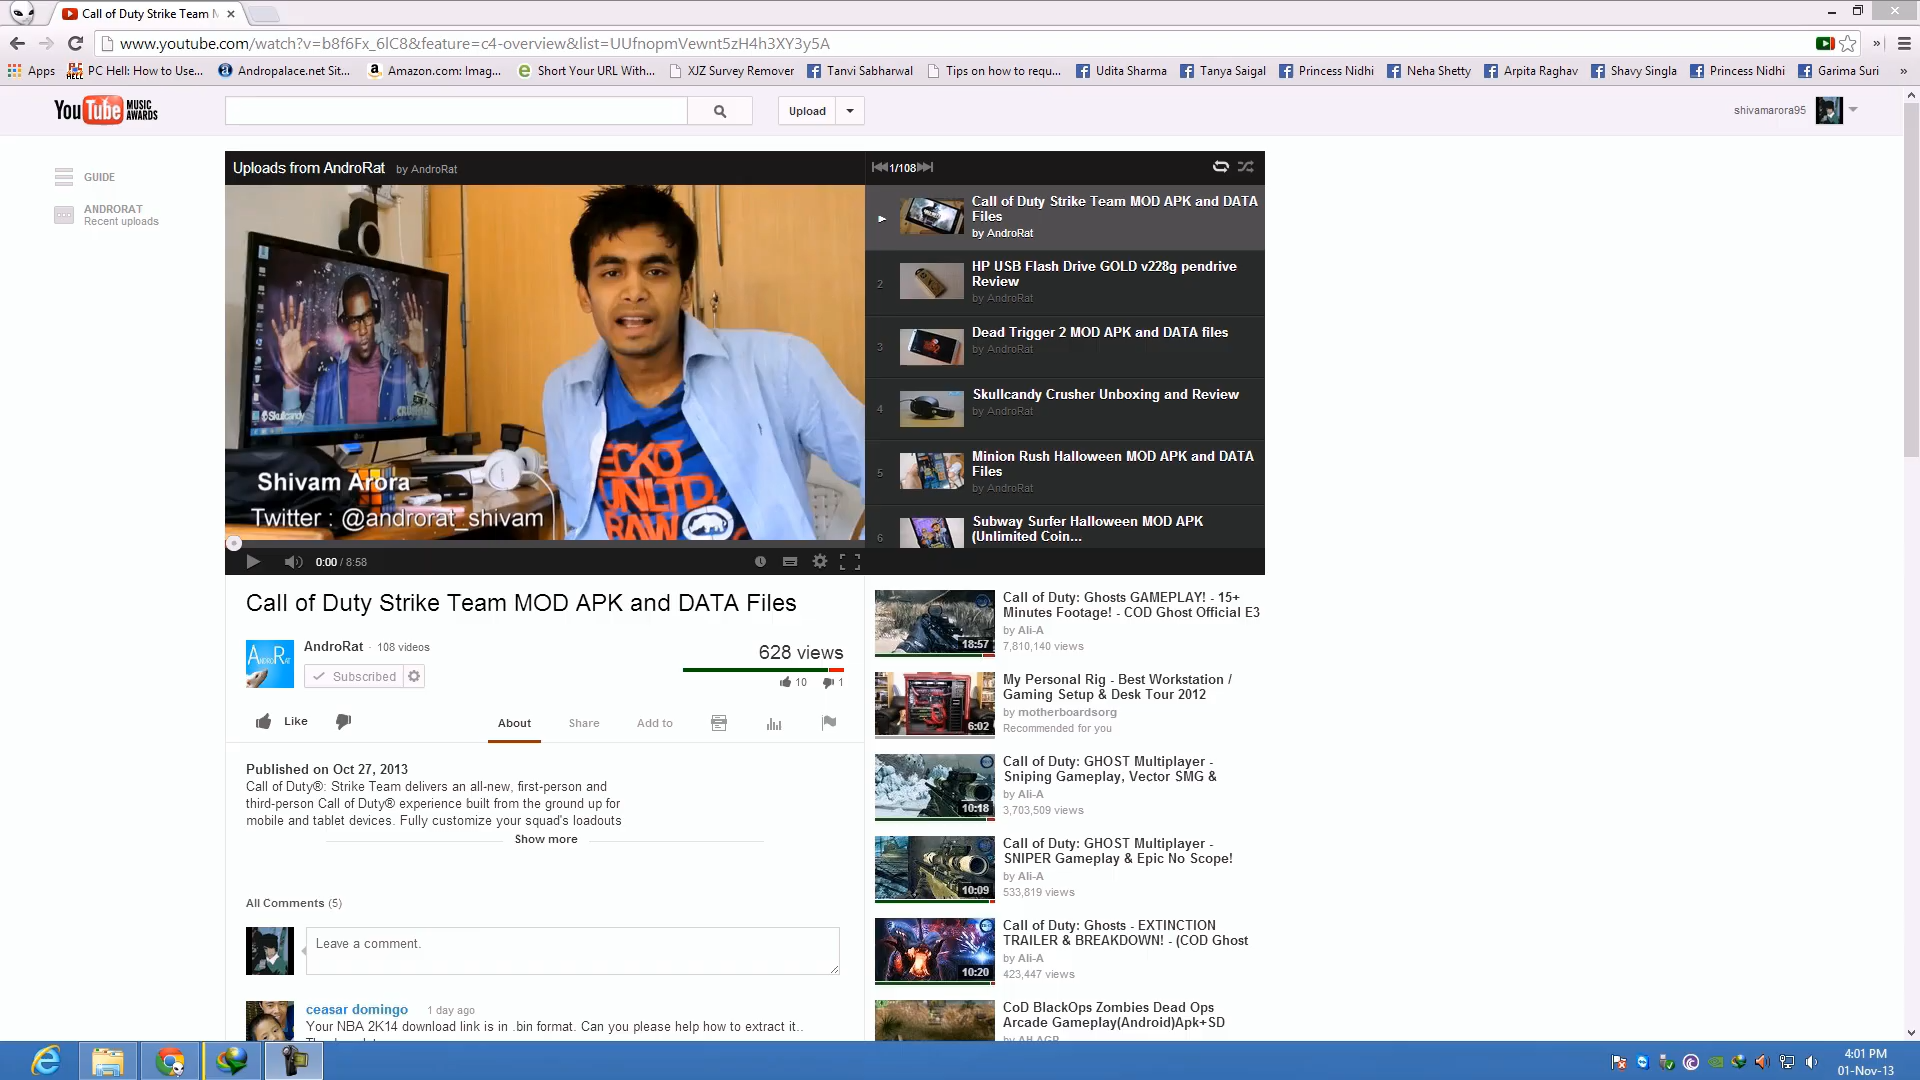 Call of Duty Strike Team M
www.youtube.com/watch?v=b8f6Fx_6lC8&feature=c4-overview&list=UUfnopmVewnt5zH4h3XY3y5A
Apps PC Hell: How to Use... Andropalace.net Sit... Amazon.com: Imag... Short Your URL With... XJZ Survey Remover Tanvi Sabharwal Tips on how to requ... Udita Sharma Tanya Saigal Princess Nidhi Neha Shetty Arpita Raghav Shavy Singla Princess Nidhi Garima Suri »
YouTube MUSIC AWARDS
Upload
shivamarora95
GUIDE
ANDRORAT
Recent uploads
Uploads from AndroRat by AndroRat
1/108
Skullcandy
Shivam Arora
Twitter : @androrat_shivam
ECKO
UNLTD.
RAW
0:00 / 8:58
Call of Duty Strike Team MOD APK and DATA
Files
by AndroRat
2
HP USB Flash Drive GOLD v228g pendrive
Review
by AndroRat
3
Dead Trigger 2 MOD APK and DATA files
by AndroRat
4
Skullcandy Crusher Unboxing and Review
by AndroRat
5
Minion Rush Halloween MOD APK and DATA
Files
by AndroRat
6
Subway Surfer Halloween MOD APK
(Unlimited Coin...
Call of Duty Strike Team MOD APK and DATA Files
ANDRORAT
AndroRat · 108 videos
Subscribed
628 views
10 1
Like
About Share Add to
Published on Oct 27, 2013
Call of Duty®: Strike Team delivers an all-new, first-person and
third-person Call of Duty® experience built from the ground up for
mobile and tablet devices. Fully customize your squad's loadouts
Show more
All Comments (5)
Leave a comment.
ceasar domingo 1 day ago
Your NBA 2K14 download link is in .bin format. Can you please help how to extract it..
18:57
Call of Duty: Ghosts GAMEPLAY! - 15+
Minutes Footage! - COD Ghost Official E3
by Ali-A
7,810,140 views
6:02
My Personal Rig - Best Workstation /
Gaming Setup & Desk Tour 2012
by motherboardsorg
Recommended for you
10:18
Call of Duty: GHOST Multiplayer -
Sniping Gameplay, Vector SMG &
by Ali-A
3,703,509 views
10:09
Call of Duty: GHOST Multiplayer -
SNIPER Gameplay & Epic No Scope!
by Ali-A
533,819 views
10:20
Call of Duty: Ghosts - EXTINCTION
TRAILER & BREAKDOWN! - (COD Ghost
by Ali-A
423,447 views
CoD BlackOps Zombies Dead Ops
Arcade Gameplay(Android)Apk+SD
4:01 PM
01-Nov-13